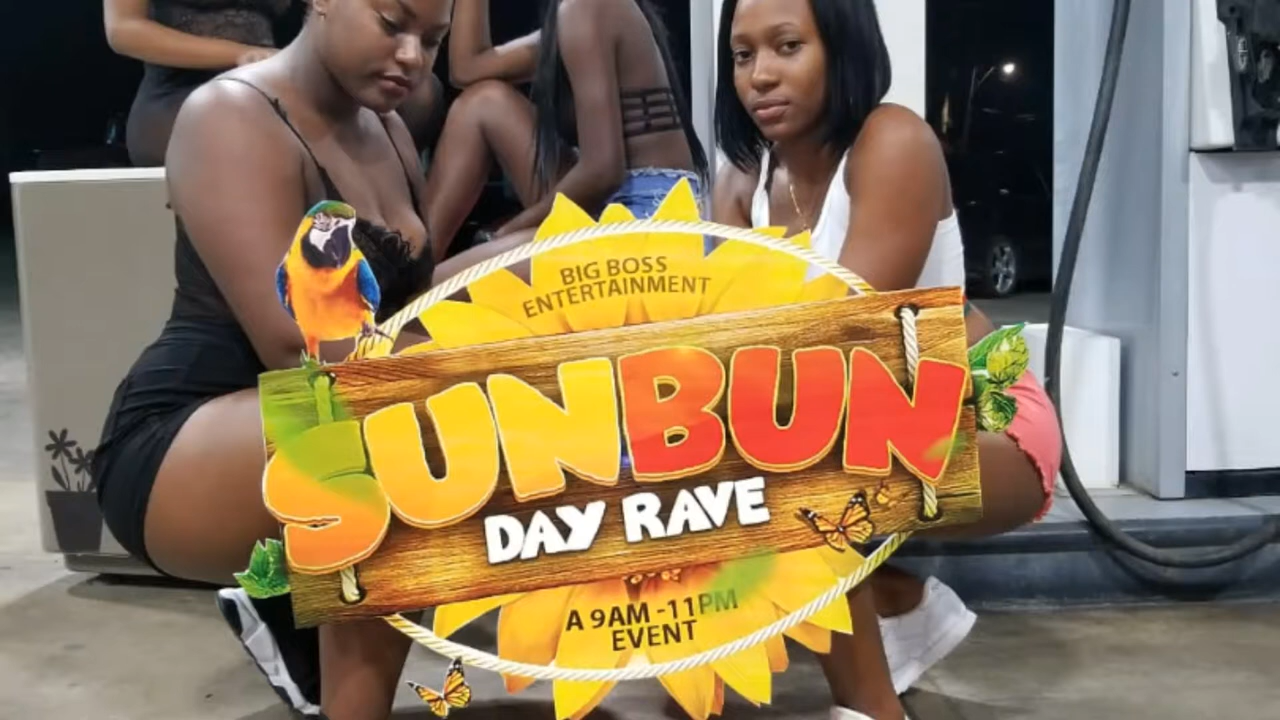 BIG BOSS
ENTERTAINMENT
SUNBUN
DAY RAVE
A 9AM -11PM
EVENT